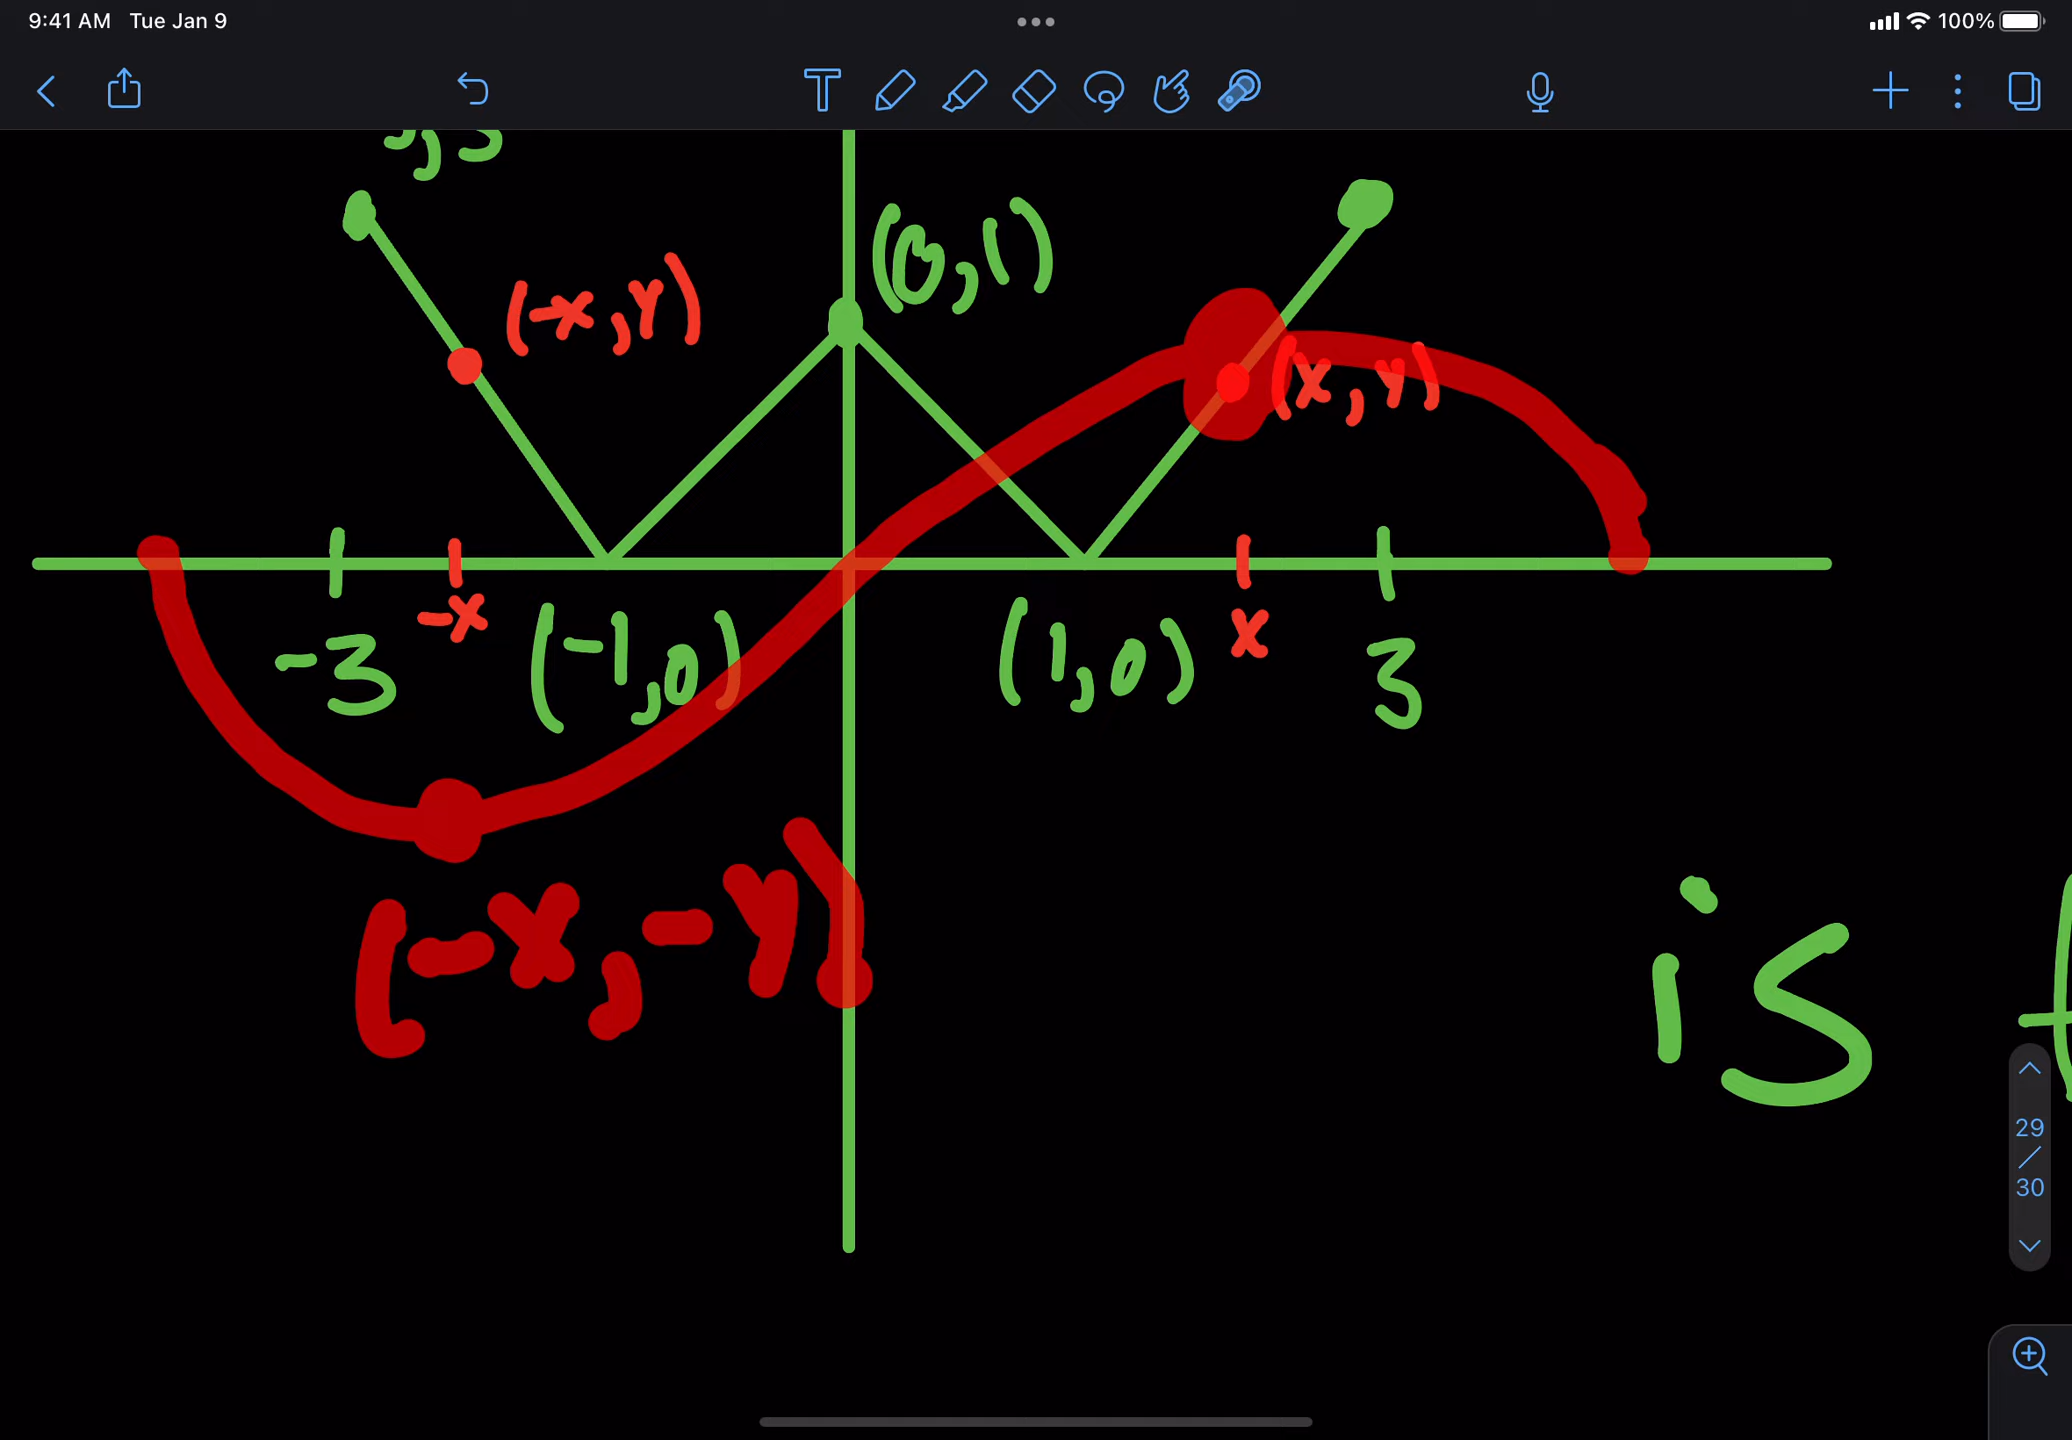 9:41 AM Tue Jan 9
100%
T
(0,1)
(-x,y)
(x,y)
-3
-x
(-1,0)
(1,0)
x
3
(-x,-y)
is
29
/
30